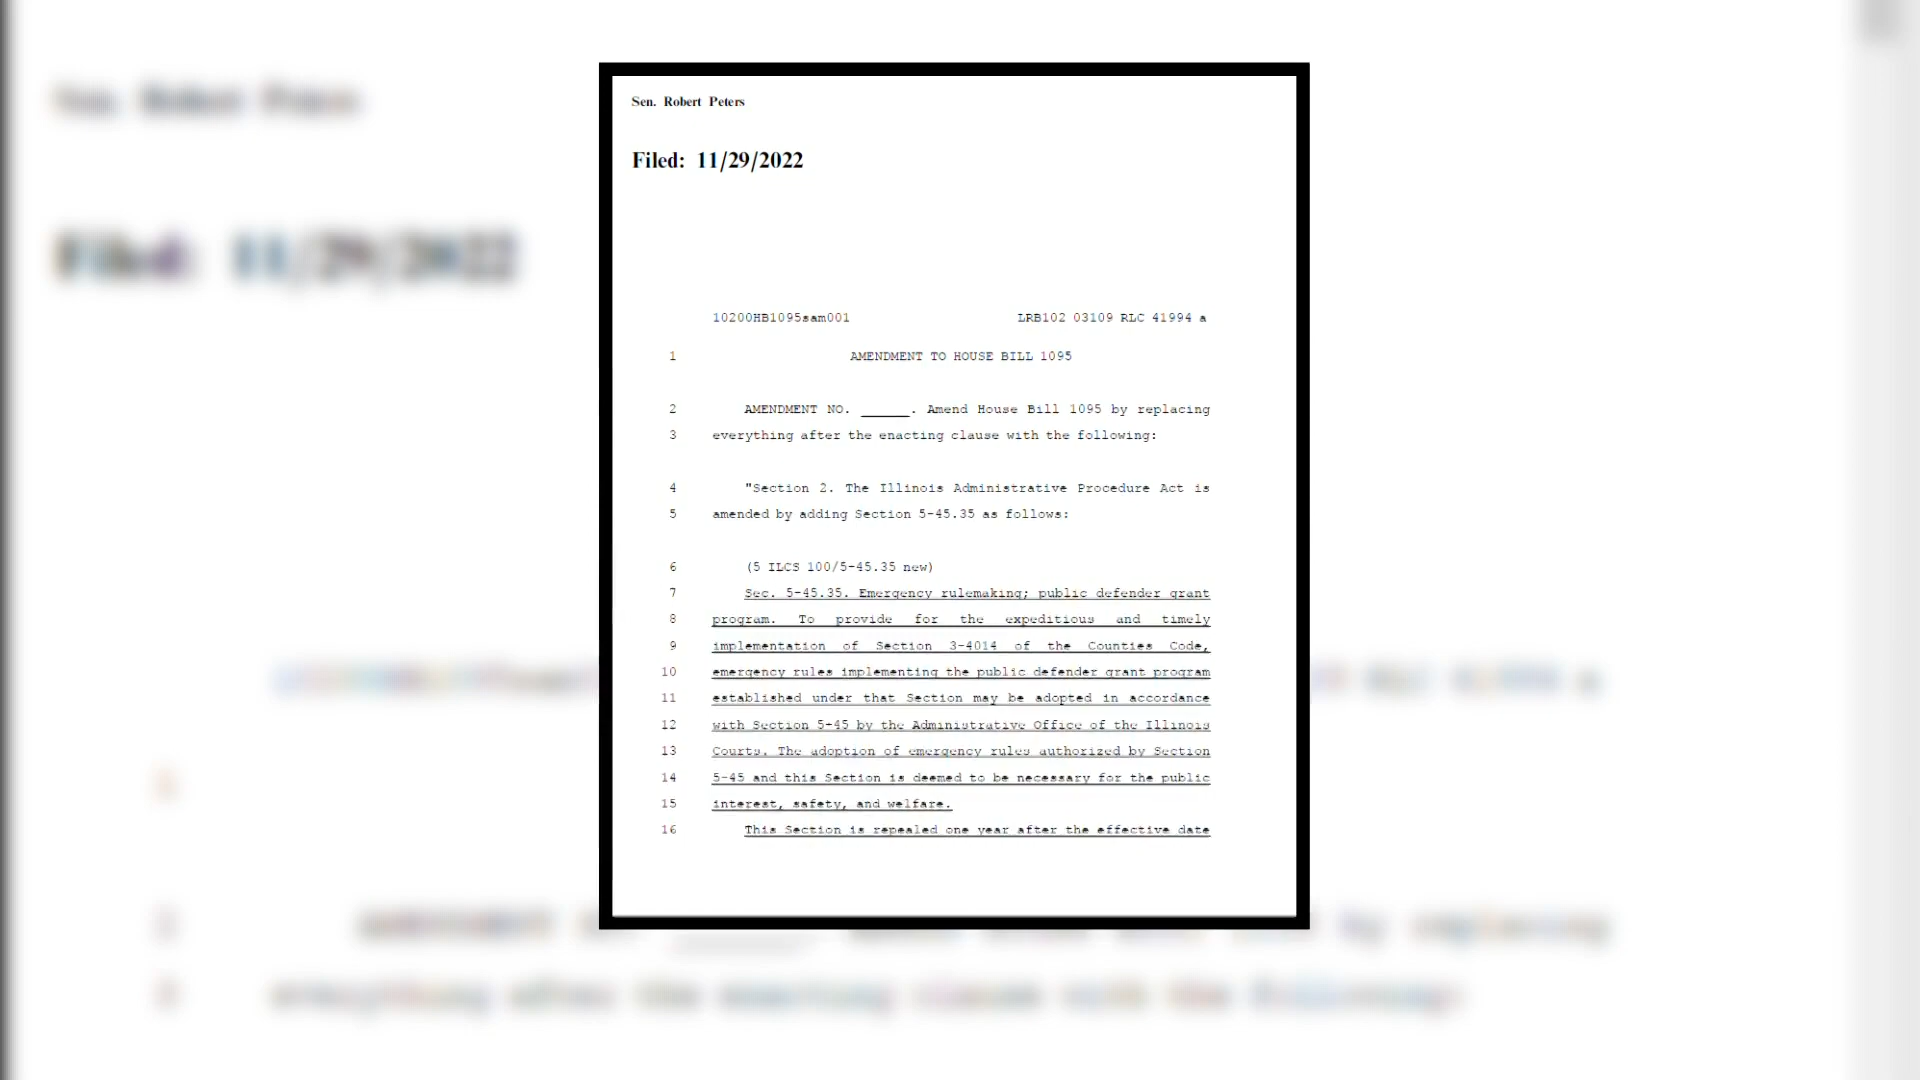 Sen. Robert Peters
Filed: 11/29/2022
10200HB1095sam001 LRB102 03109 RLC 41994 a
1 AMENDMENT TO HOUSE BILL 1095
2 AMENDMENT NO. ______. Amend House Bill 1095 by replacing
3 everything after the enacting clause with the following:
4 "Section 2. The Illinois Administrative Procedure Act is
5 amended by adding Section 5-45.35 as follows:
6 (5 ILCS 100/5-45.35 new)
7 Sec. 5-45.35. Emergency rulemaking; public defender grant
8 program. To provide for the expeditious and timely
9 implementation of Section 3-4014 of the Counties Code,
10 emergency rules implementing the public defender grant program
11 established under that Section may be adopted in accordance
12 with Section 5-45 by the Administrative Office of the Illinois
13 Courts. The adoption of emergency rules authorized by Section
14 5-45 and this Section is deemed to be necessary for the public
15 interest, safety, and welfare.
16 This Section is repealed one year after the effective date